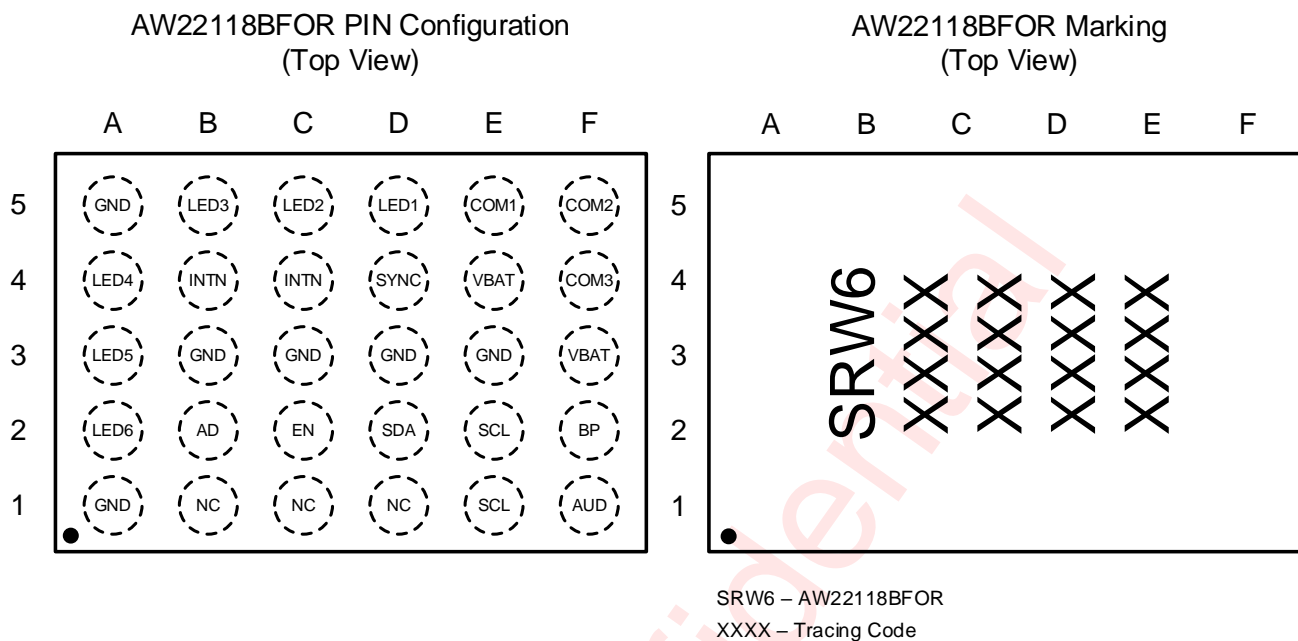 AW22118BFOR PIN Configuration
(Top View)
A B C D E F
5 GND LED3 LED2 LED1 COM1 COM2
4 LED4 INTN INTN SYNC VBAT COM3
3 LED5 GND GND GND GND VBAT
2 LED6 AD EN SDA SCL BP
1 GND NC NC NC SCL AUD
AW22118BFOR Marking
(Top View)
A B C D E F
5
4
3
2
1
SRW6
XXXX
XXXX
XXXX
XXXX
SRW6 – AW22118BFOR
XXXX – Tracing Code
fidential